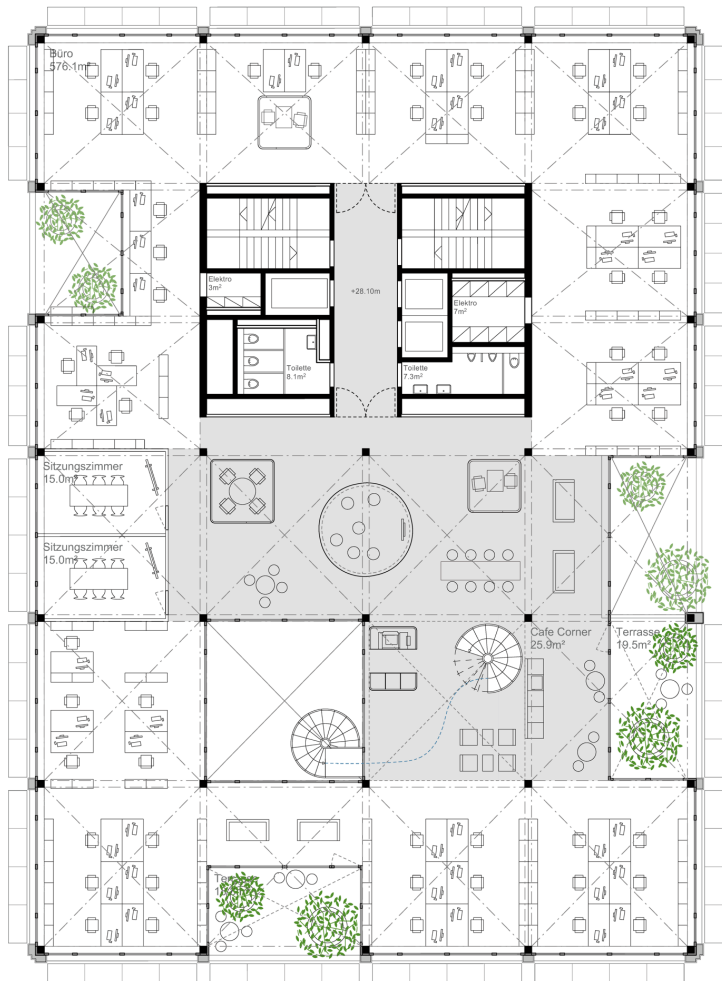 Büro
576.1m²
+28.10m
Elektro
3m²
Elektro
7m²
Toilette
8.1m²
Toilette
7.3m²
Sitzungszimmer
15.0m²
Sitzungszimmer
15.0m²
Cafe Corner
25.9m²
Terrasse
19.5m²